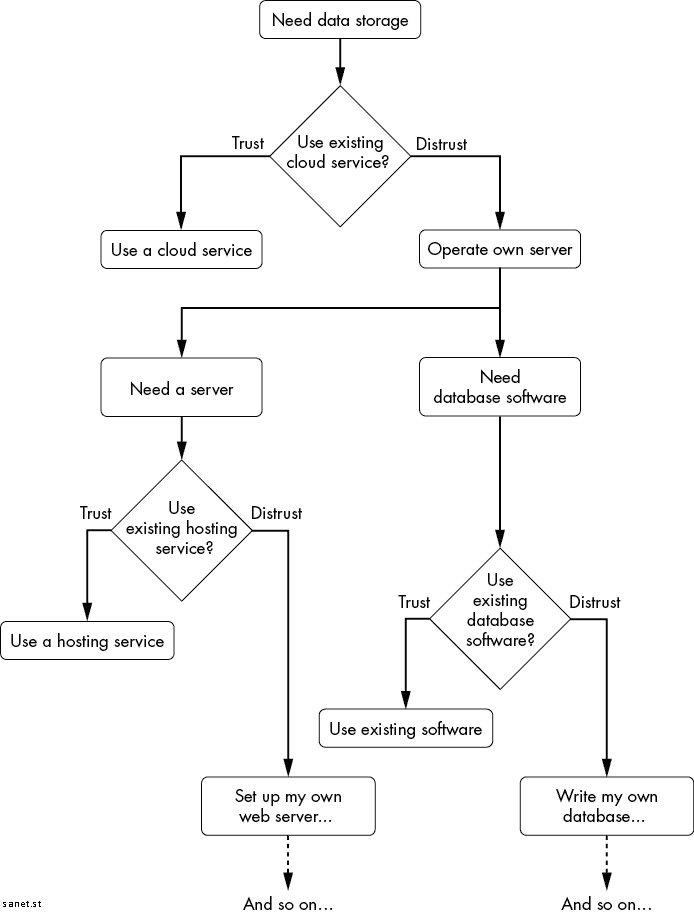 Need data storage
Trust
Use existing
cloud service?
Distrust
Use a cloud service
Operate own server
Need a server
Need
database software
Trust
Use
existing hosting
service?
Distrust
Use a hosting service
Trust
Use
existing
database
software?
Distrust
Use existing software
Set up my own
web server...
Write my own
database...
And so on...
And so on...
sanet.st